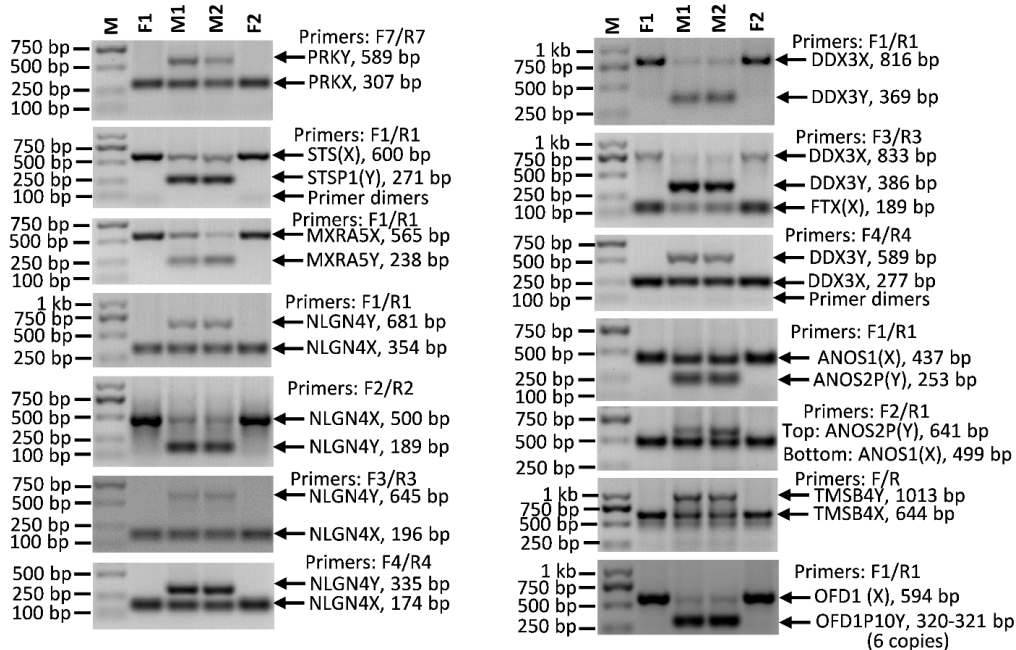 M F1 M1 M2 F2
Primers: F7/R7
750 bp
500 bp
250 bp
100 bp
PRKY, 589 bp
PRKX, 307 bp
Primers: F1/R1
750 bp
500 bp
250 bp
100 bp
STS(X), 600 bp
STSP1(Y), 271 bp
Primer dimers
Primers: F1/R1
750 bp
500 bp
250 bp
100 bp
MXRA5X, 565 bp
MXRA5Y, 238 bp
Primers: F1/R1
1 kb
750 bp
500 bp
250 bp
NLGN4Y, 681 bp
NLGN4X, 354 bp
Primers: F2/R2
750 bp
500 bp
250 bp
100 bp
NLGN4X, 500 bp
NLGN4Y, 189 bp
Primers: F3/R3
750 bp
500 bp
250 bp
100 bp
NLGN4Y, 645 bp
NLGN4X, 196 bp
Primers: F4/R4
500 bp
250 bp
100 bp
NLGN4Y, 335 bp
NLGN4X, 174 bp
M F1 M1 M2 F2
Primers: F1/R1
1 kb
750 bp
500 bp
250 bp
DDX3X, 816 bp
DDX3Y, 369 bp
Primers: F3/R3
1 kb
750 bp
500 bp
250 bp
100 bp
DDX3X, 833 bp
DDX3Y, 386 bp
FTX(X), 189 bp
Primers: F4/R4
750 bp
500 bp
250 bp
100 bp
DDX3Y, 589 bp
DDX3X, 277 bp
Primer dimers
Primers: F1/R1
750 bp
500 bp
250 bp
100 bp
ANOS1(X), 437 bp
ANOS2P(Y), 253 bp
Primers: F2/R1
750 bp
500 bp
250 bp
Top: ANOS2P(Y), 641 bp
Bottom: ANOS1(X), 499 bp
Primers: F/R
1 kb
750 bp
500 bp
250 bp
TMSB4Y, 1013 bp
TMSB4X, 644 bp
Primers: F1/R1
1 kb
750 bp
500 bp
250 bp
OFD1 (X), 594 bp
OFD1P10Y, 320-321 bp
(6 copies)